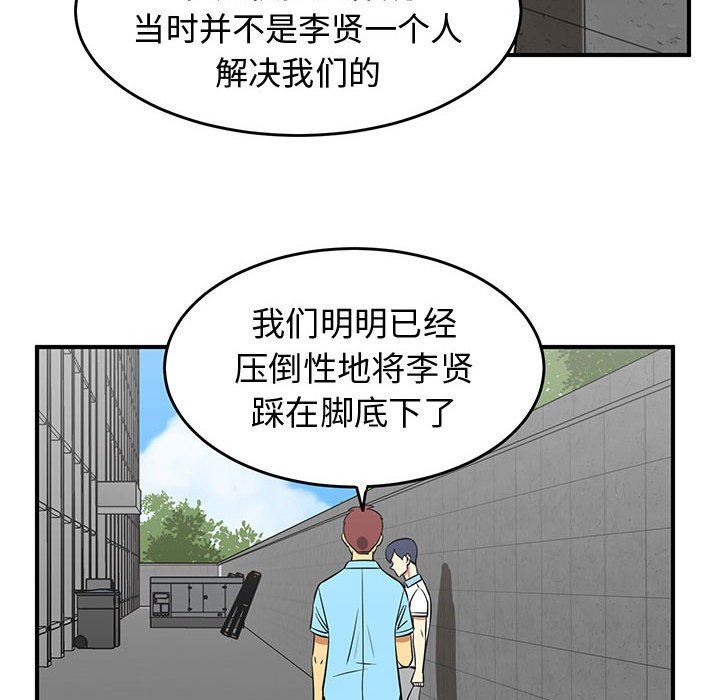 当时并不是李贤一个人
解决我们的
我们明明已经
压倒性地将李贤
踩在脚底下了